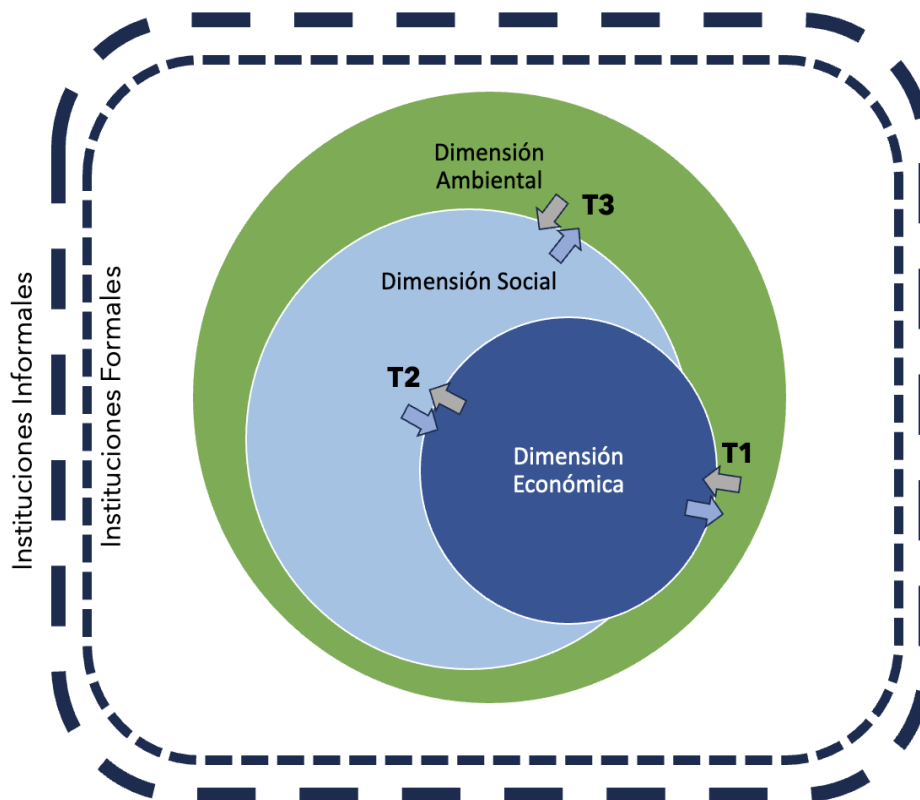 Dimensión
Ambiental
T3
Dimensión Social
T2
T1
Dimensión
Económica
Instituciones Informales
Instituciones Formales